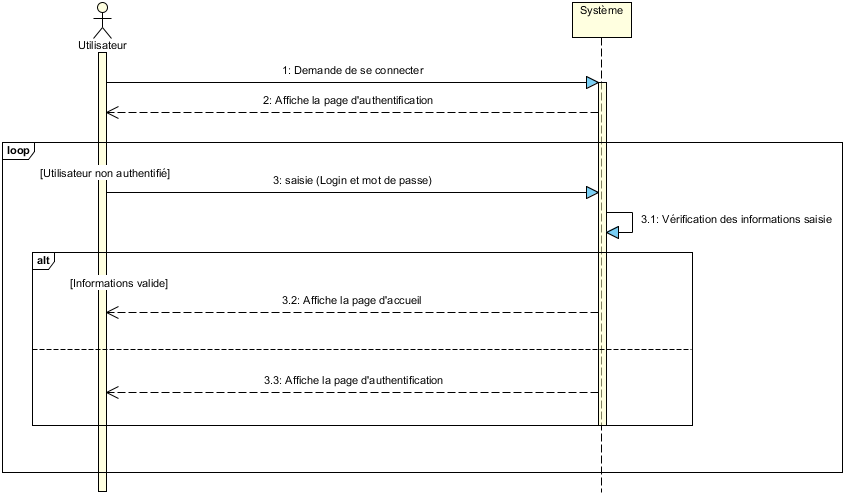 Système
Utilisateur
1: Demande de se connecter
2: Affiche la page d'authentification
loop
[Utilisateur non authentifié]
3: saisie (Login et mot de passe)
3.1: Vérification des informations saisie
alt
[Informations valide]
3.2: Affiche la page d'accueil
3.3: Affiche la page d'authentification